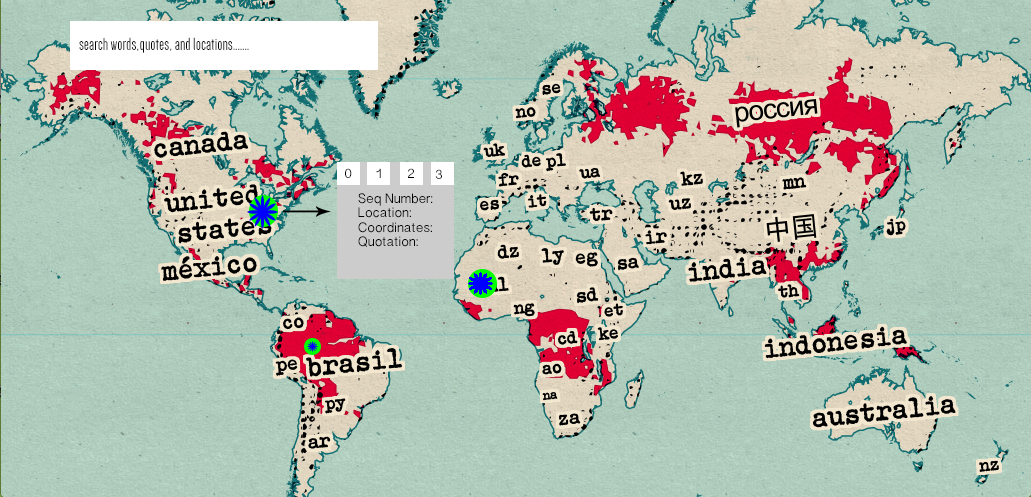 search words,quotes, and locations.......
se
no
россия
canada
uk
de
pl
0 1 2 3
fr
ua
kz
mn
united
Seq Number:
Location:
Coordinates:
Quotation:
es
it
tr
uz
states
中国
jp
ir
méxico
dz
ly
eg
sa
india
l
th
ng
sd
et
co
cd
ke
indonesia
pe
brasil
ao
na
py
za
australia
ar
nz